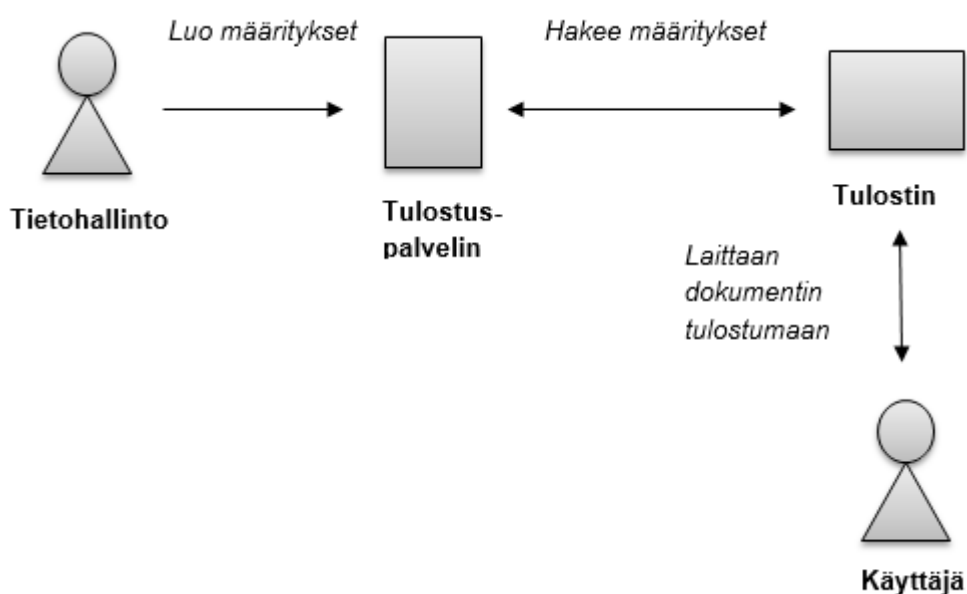 Luo määritykset
Hakee määritykset
Tietohallinto
Tulostus-
palvelin
Tulostin
Laittaan
dokumentin
tulostumaan
Käyttäjä